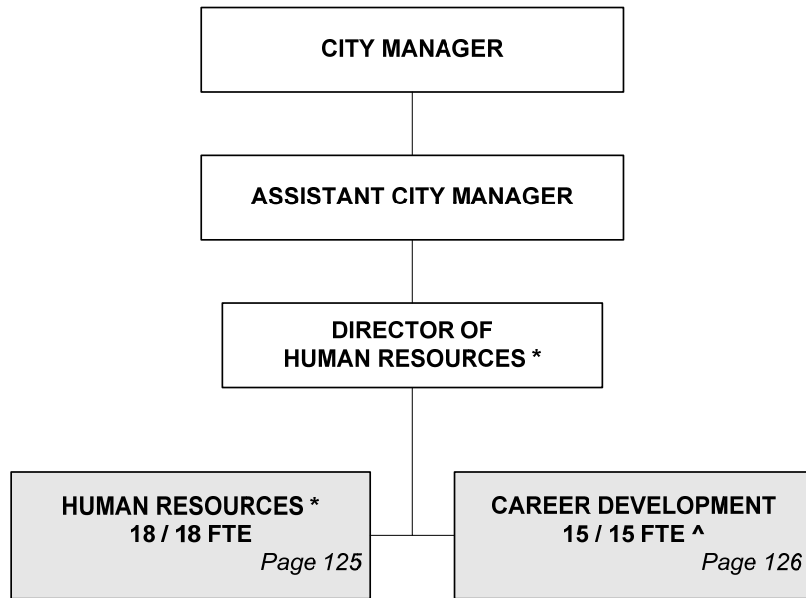 CITY MANAGER
ASSISTANT CITY MANAGER
DIRECTOR OF
HUMAN RESOURCES *
HUMAN RESOURCES *
18 / 18 FTE
Page 125
CAREER DEVELOPMENT
15 / 15 FTE ^
Page 126